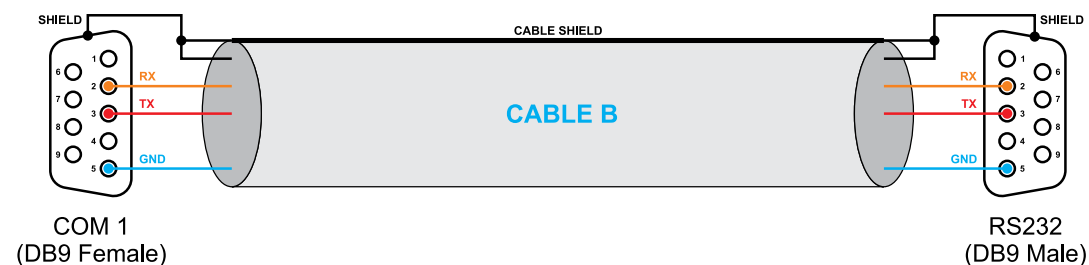 SHIELD
CABLE SHIELD
SHIELD
1
6
RX
2
7
TX
3
8
4
9
GND
5
CABLE B
1
6
RX
2
7
TX
3
8
4
9
GND
5
COM 1
(DB9 Female)
RS232
(DB9 Male)